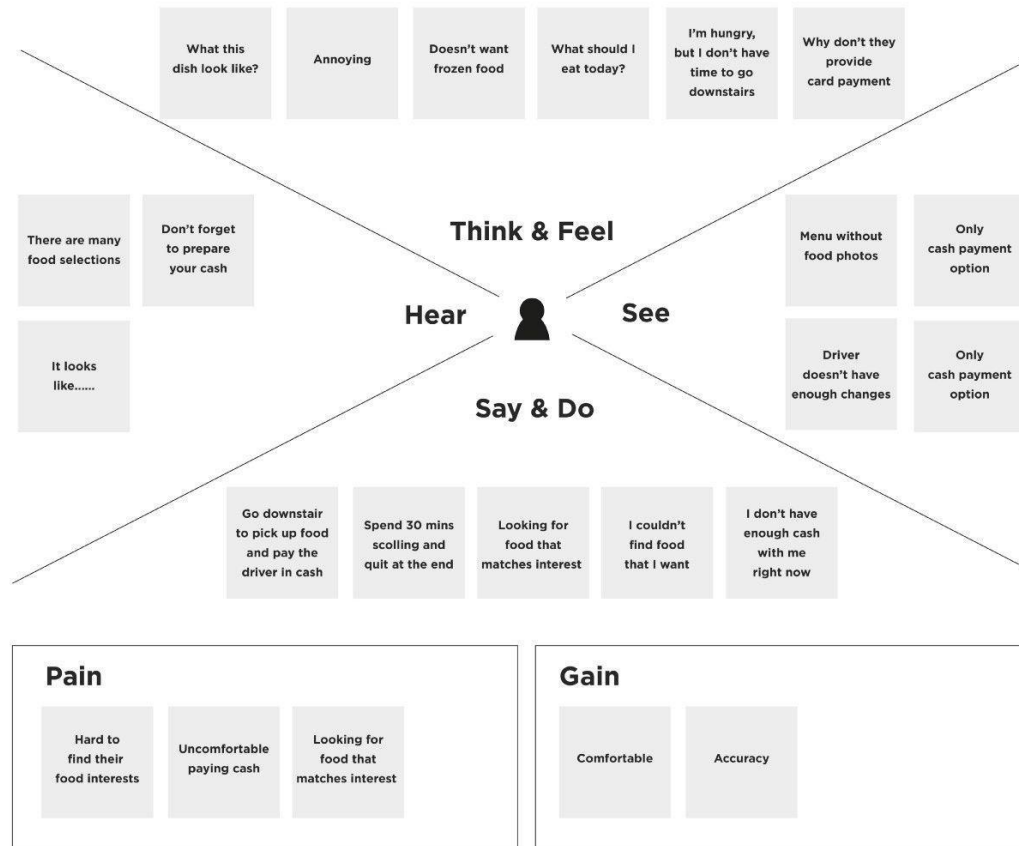 What this
dish look like?
Annoying
Doesn't want
frozen food
What should I
eat today?
I'm hungry,
but I don't have
time to go
downstairs
Why don't they
provide
card payment
Think & Feel
There are many
food selections
Don't forget
to prepare
your cash
It looks
like......
Hear
See
Menu without
food photos
Only
cash payment
option
Driver
doesn't have
enough changes
Only
cash payment
option
Say & Do
Go downstair
to pick up food
and pay the
driver in cash
Spend 30 mins
scolling and
quit at the end
Looking for
food that
matches interest
I couldn't
find food
that I want
I don't have
enough cash
with me
right now
Pain
Hard to
find their
food interests
Uncomfortable
paying cash
Looking for
food that
matches interest
Gain
Comfortable
Accuracy